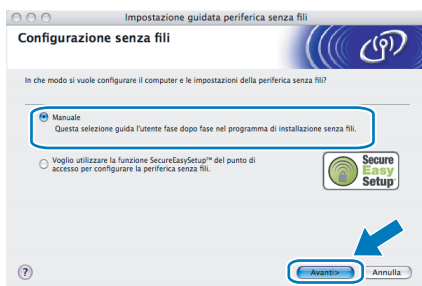 Impostazione guidata periferica senza fili
Configurazione senza fili
In che modo si vuole configurare il computer e le impostazioni della periferica senza fili?
Manuale
Questa selezione guida l'utente fase dopo fase nel programma di installazione senza fili.
Voglio utilizzare la funzione SecureEasySetup™ del punto di
accesso per configurare la periferica senza fili.
Secure
Easy
Setup
?
Avanti>
Annulla